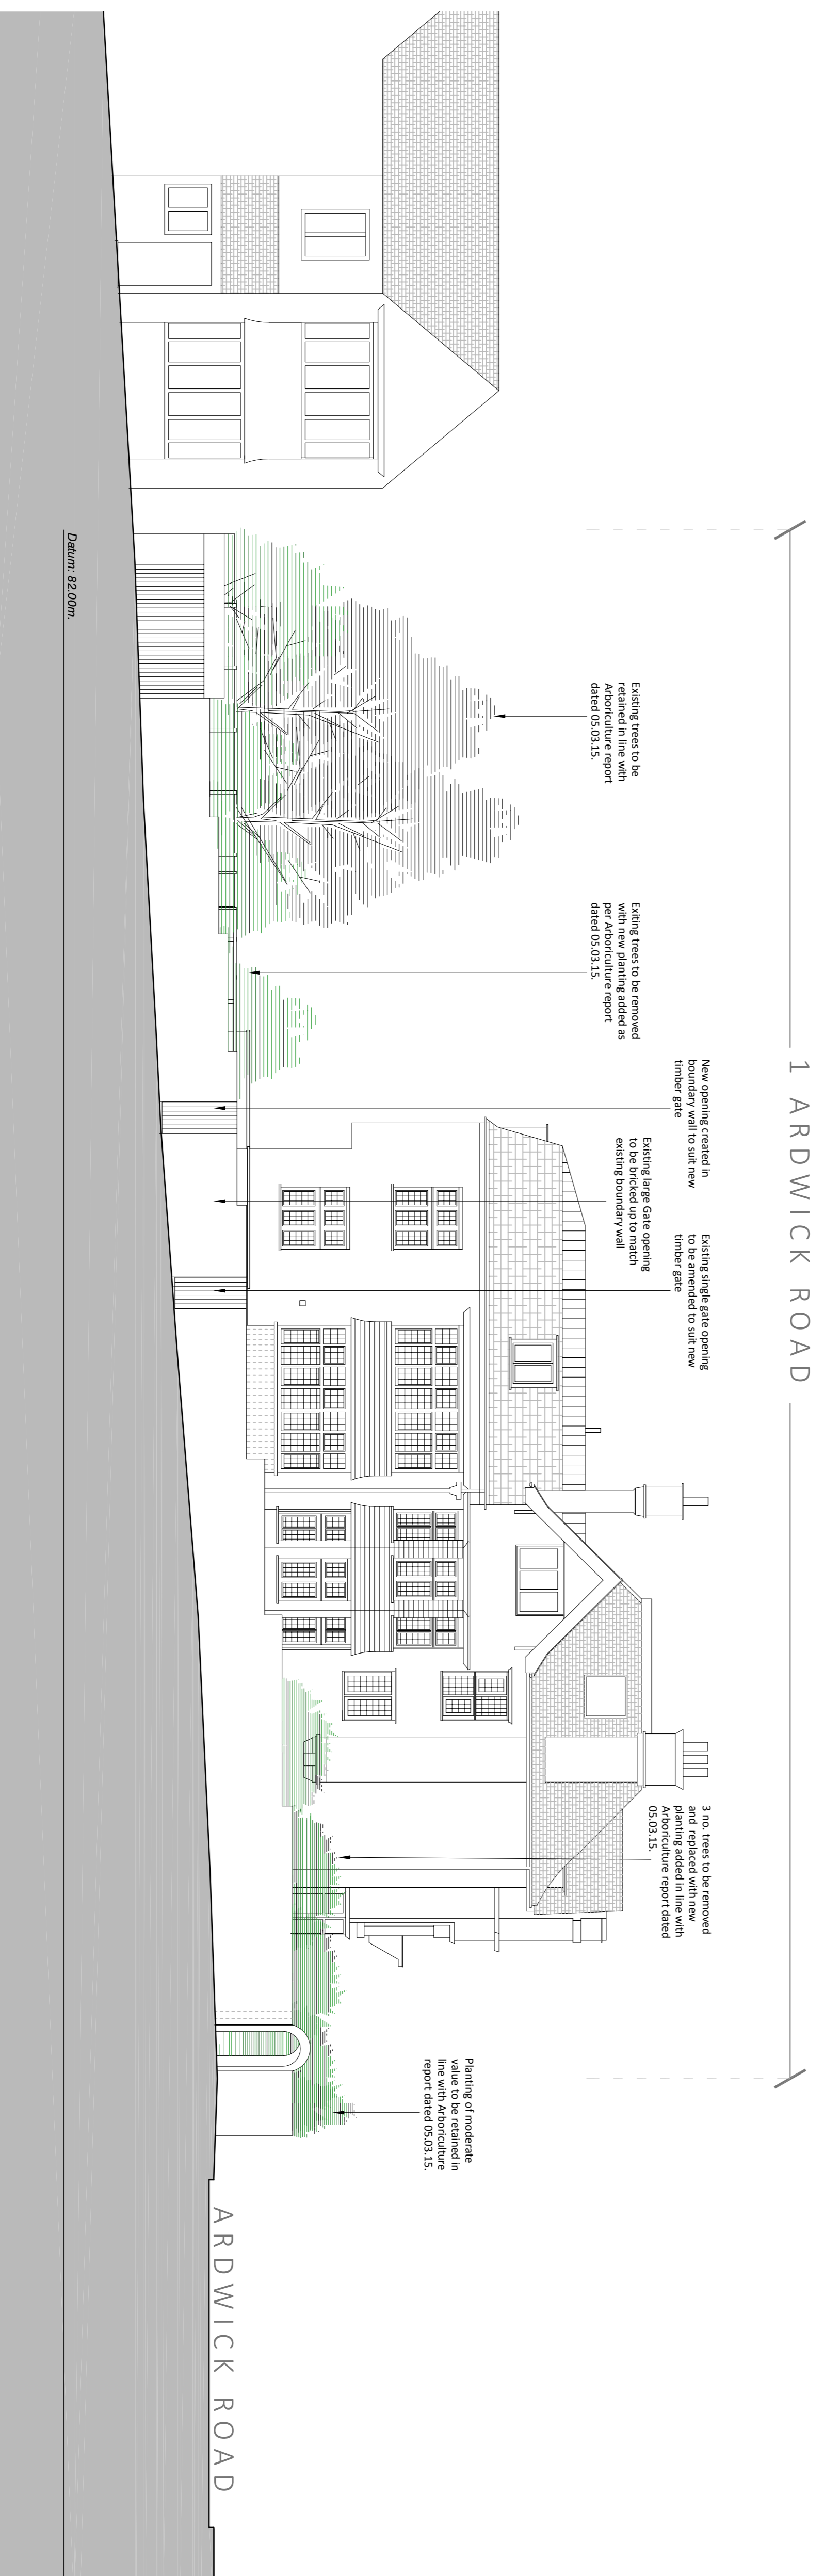 1 ARDWICK ROAD
Existing trees to be
retained in line with
Arboriculture report
dated 05.03.15.
Exiting trees to be removed
with new planting added as
per Arboriculture report
dated 05.03.15.
New opening created in
boundary wall to suit new
timber gate
Existing large Gate opening
to be bricked up to match
existing boundary wall
Existing single gate opening
to be amended to suit new
timber gate
3 no. trees to be removed
and replaced with new
planting added in line with
Arboriculture report dated
05.03.15.
Planting of moderate
value to be retained in
line with Arboriculture
report dated 05.03.15.
ARDWICK ROAD
Datum: 82.00m.